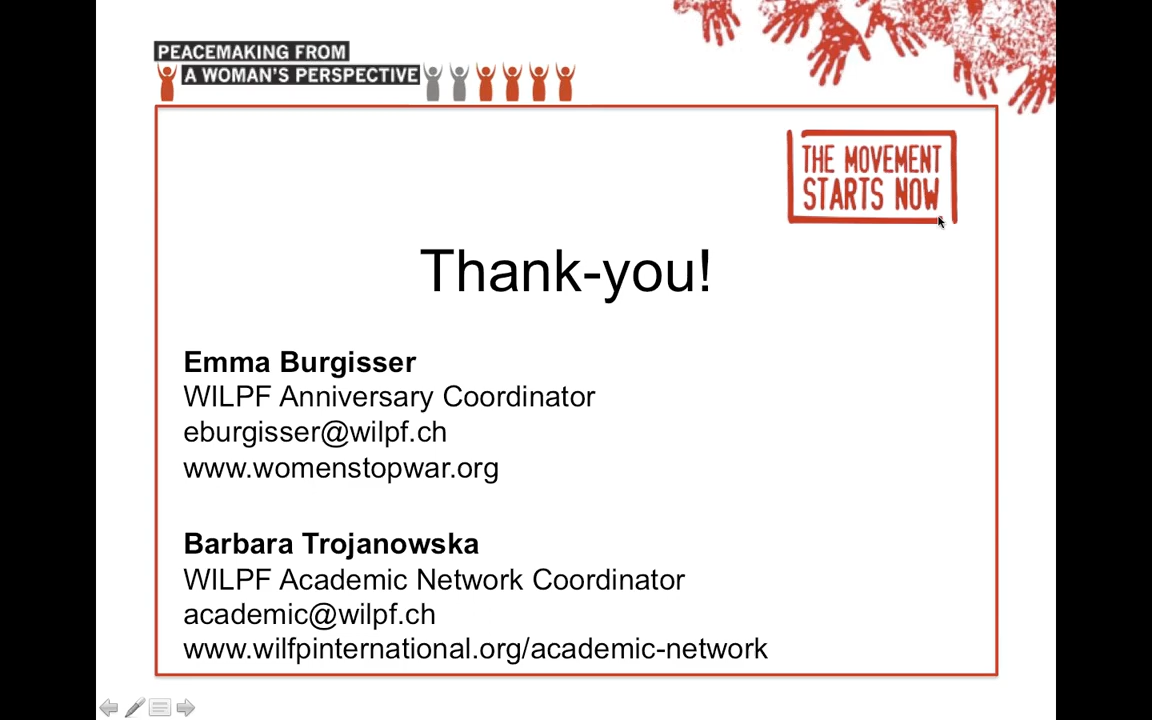 PEACEMAKING FROM
A WOMAN'S PERSPECTIVE
THE MOVEMENT
STARTS NOW
Thank-you!
Emma Burgisser
WILPF Anniversary Coordinator
eburgisser@wilpf.ch
www.womenstopwar.org
Barbara Trojanowska
WILPF Academic Network Coordinator
academic@wilpf.ch
www.wilfpinternational.org/academic-network